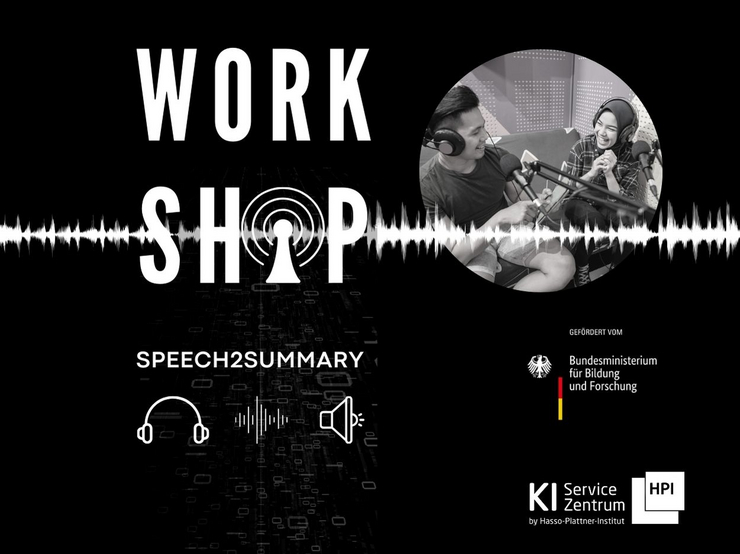 WORK
SHOP
SPEECH2SUMMARY
GEFÖRDERT VOM
Bundesministerium
für Bildung
und Forschung
KI Service
Zentrum
by Hasso-Plattner-Institut
HPI